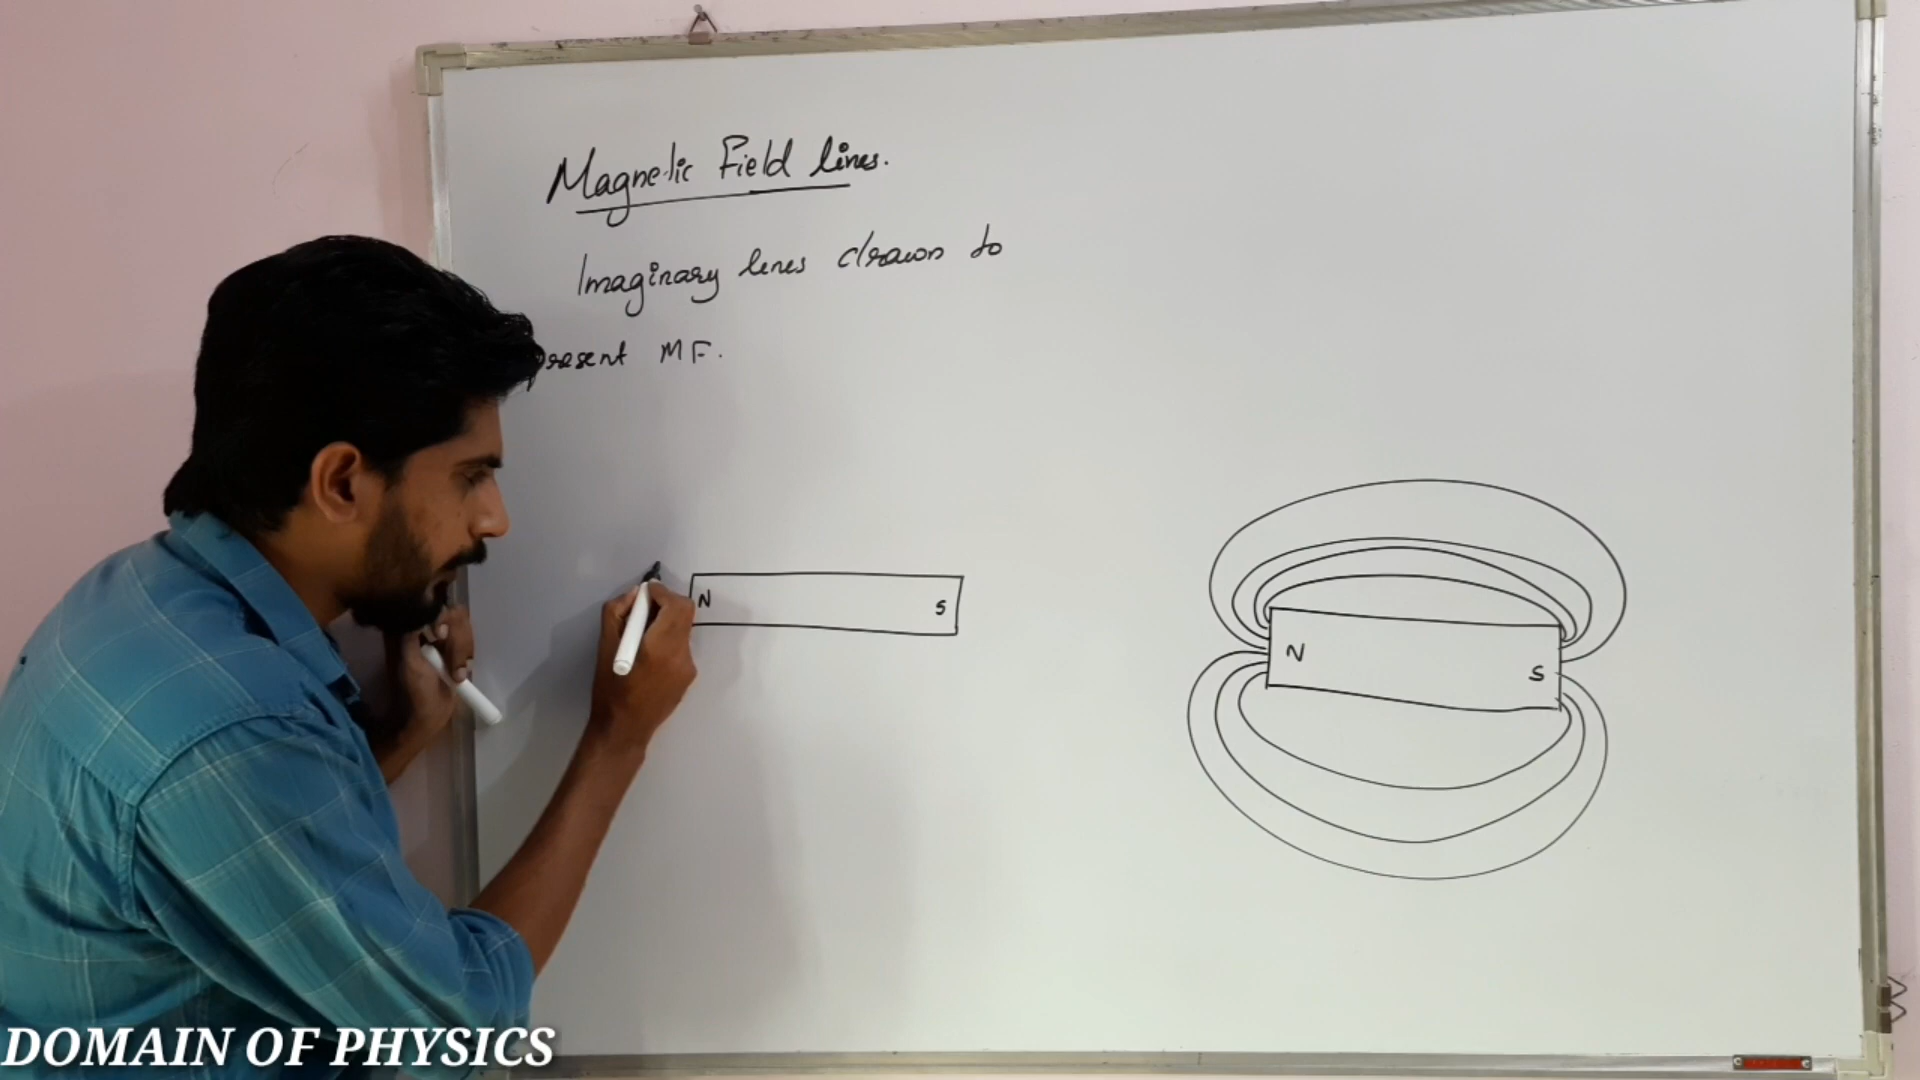 Magnetic Field lines.
Imaginary lines drawn to
present MF.
N S
N S
DOMAIN OF PHYSICS